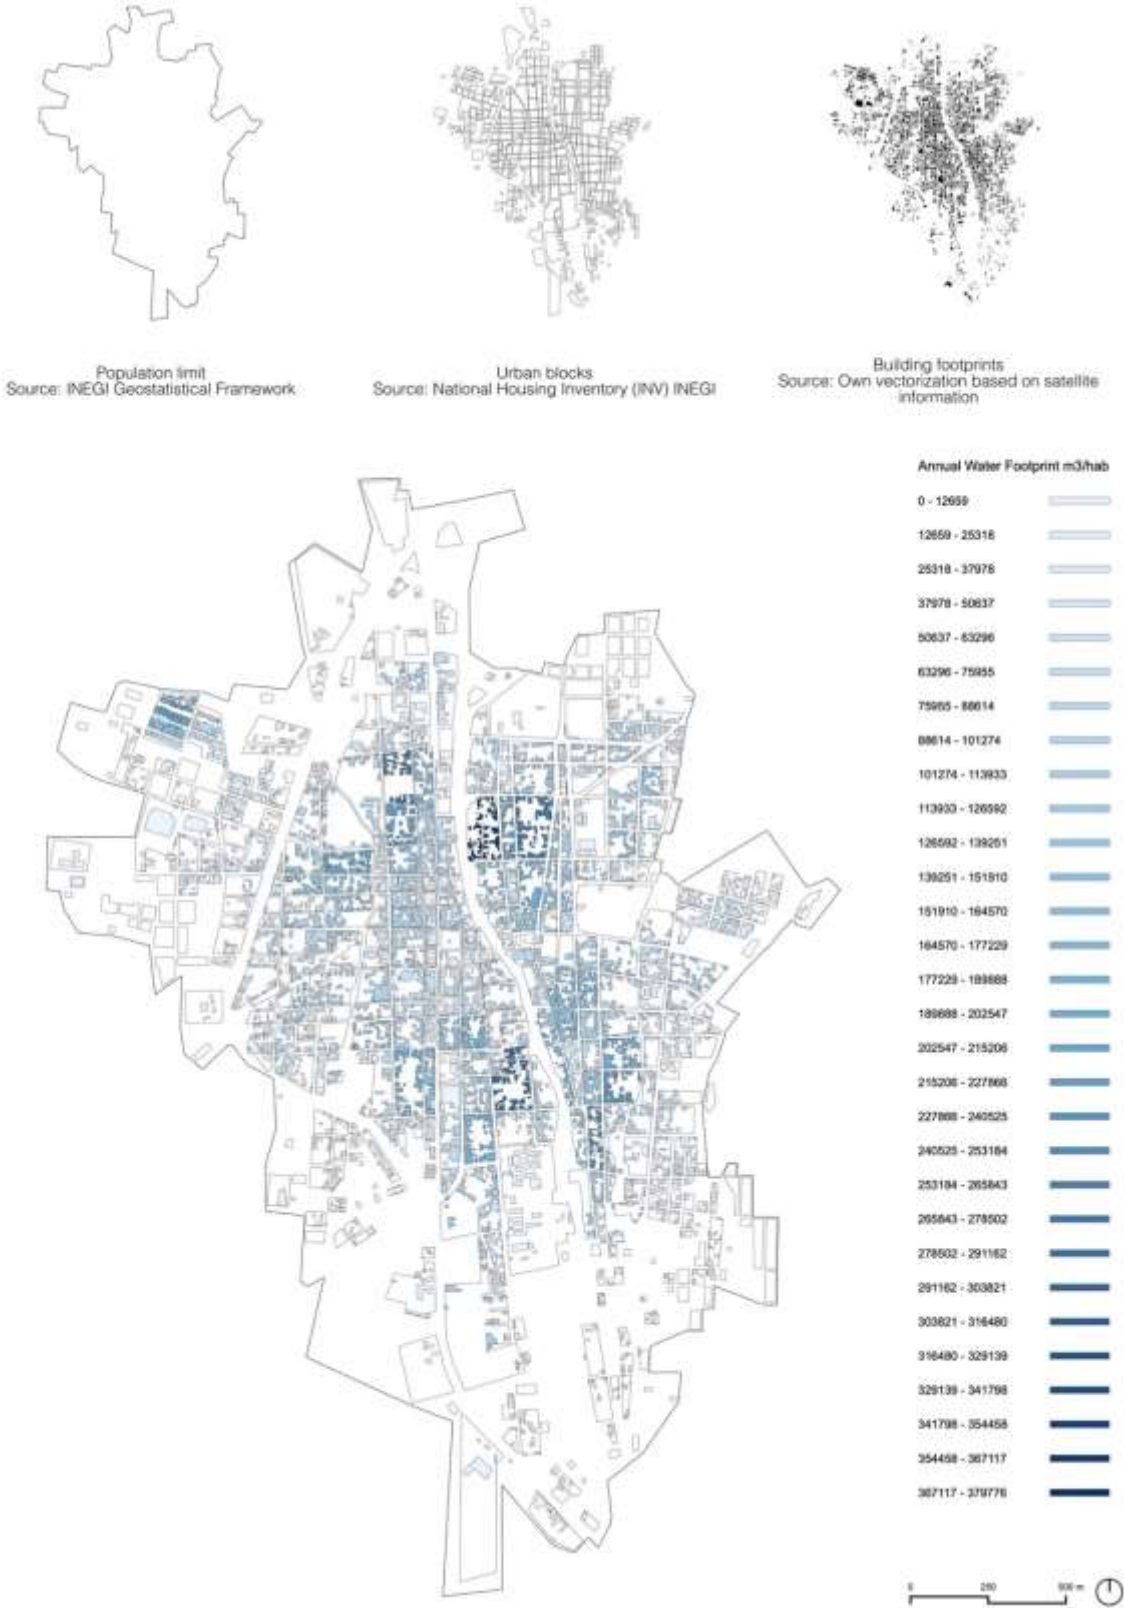 Population limit
Source: INEGI Geostatistical Framework
Urban blocks
Source: National Housing Inventory (INV) INEGI
Building footprints
Source: Own vectorization based on satellite
information
Annual Water Footprint m3/hab
0 - 12659
12659 - 25318
25318 - 37978
37978 - 50637
50637 - 63296
63296 - 75955
75955 - 88614
88614 - 101274
101274 - 113933
113933 - 126592
126592 - 139251
139251 - 151910
151910 - 164570
164570 - 177229
177229 - 189888
189888 - 202547
202547 - 215206
215206 - 227866
227866 - 240525
240525 - 253184
253184 - 265843
265843 - 278502
278502 - 291162
291162 - 303821
303821 - 316480
316480 - 329139
329139 - 341798
341798 - 354458
354458 - 367117
367117 - 379776
0 250 500 m